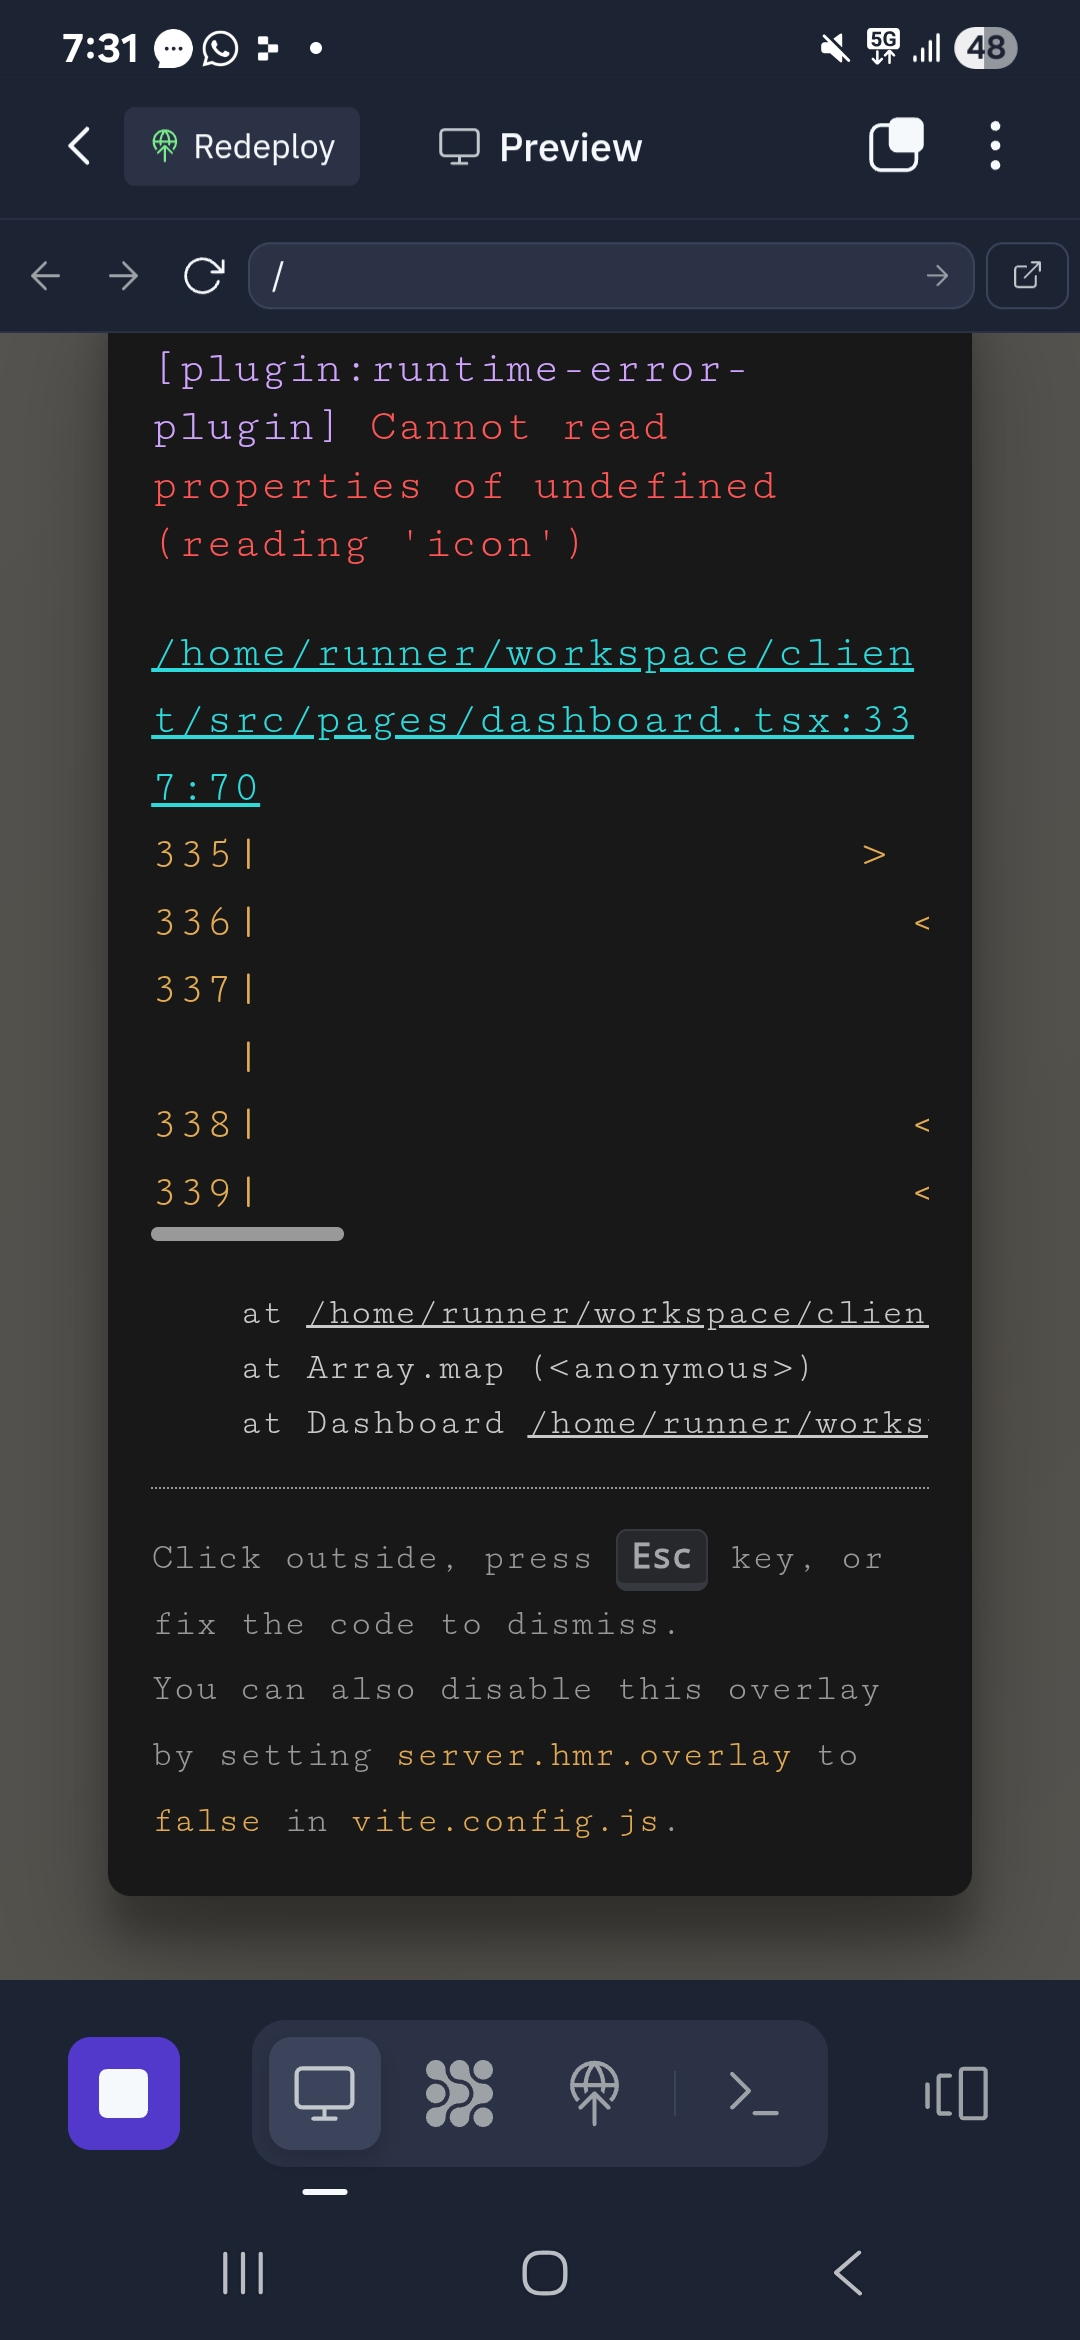 7:31
5G
48
Redeploy
Preview
/
[plugin:runtime-error-
plugin] Cannot read
properties of undefined
(reading 'icon')
/home/runner/workspace/clien
t/src/pages/dashboard.tsx:33
7:70
335| >
336| <
337|
|
338| <
339| <
at /home/runner/workspace/clien
at Array.map (<anonymous>)
at Dashboard /home/runner/works
Click outside, press Esc key, or
fix the code to dismiss.
You can also disable this overlay
by setting server.hmr.overlay to
false in vite.config.js.